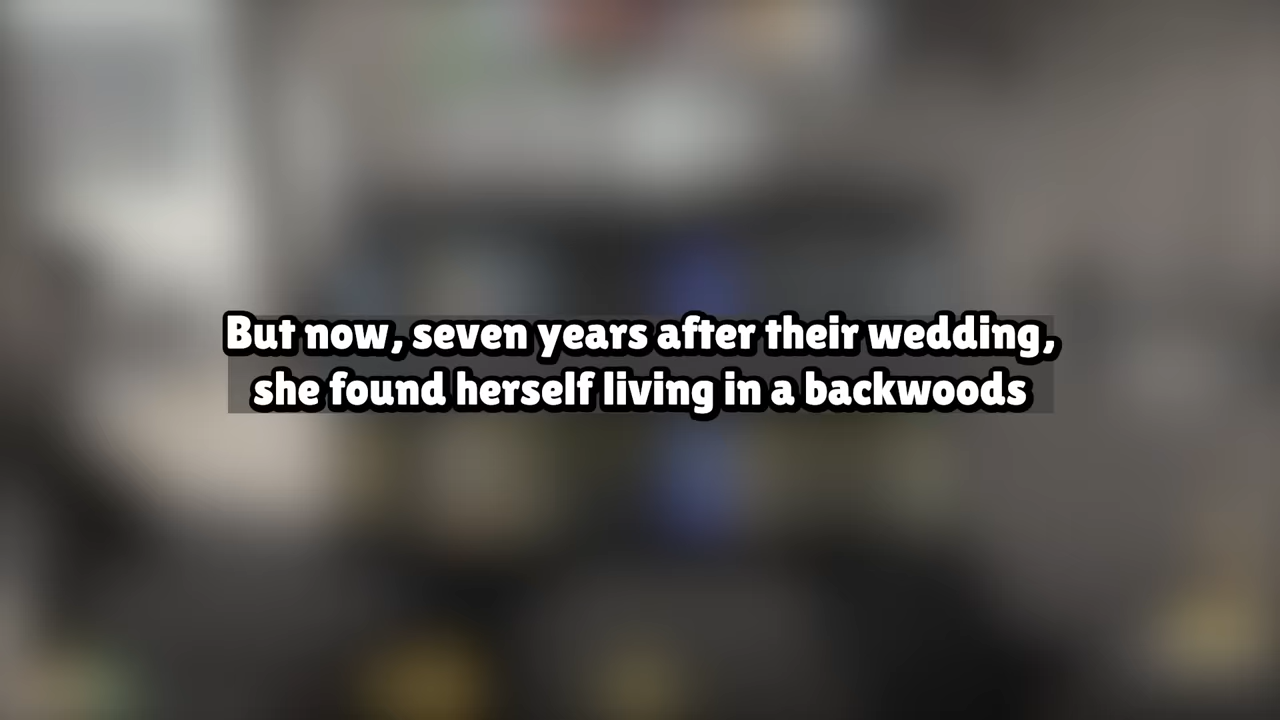 But now, seven years after their wedding,
she found herself living in a backwoods